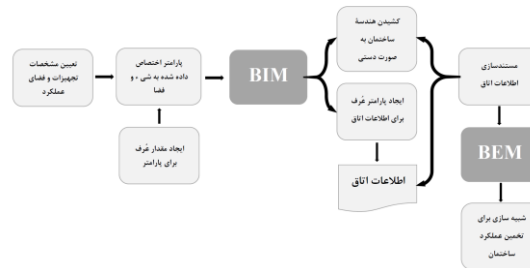 تعیین مشخصات
تجهیزات و فضای
عملکرد
پارامتر اختصاص
داده شده به شی ء و
فضا
ایجاد مقدار عُرف
برای پارامتر
BIM
کشیدن هندسهٔ
ساختمان به
صورت دستی
ایجاد پارامتر عُرف
برای اطلاعات اتاق
اطلاعات اتاق
مستندسازی
اطلاعات اتاق
BEM
شبیه سازی برای
تخمین عملکرد
ساختمان